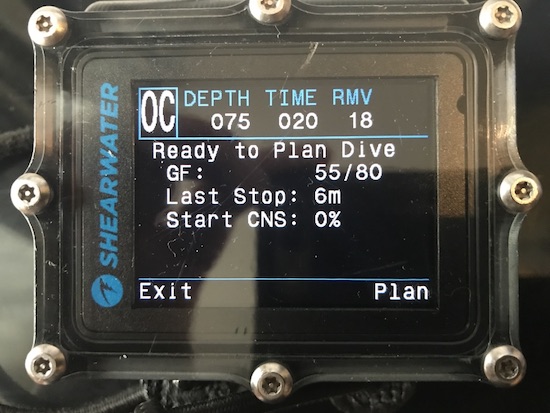 SHEARWATER
OC DEPTH TIME RMV
075 020 18
Ready to Plan Dive
GF: 55/80
Last Stop: 6m
Start CNS: 0%
Exit Plan